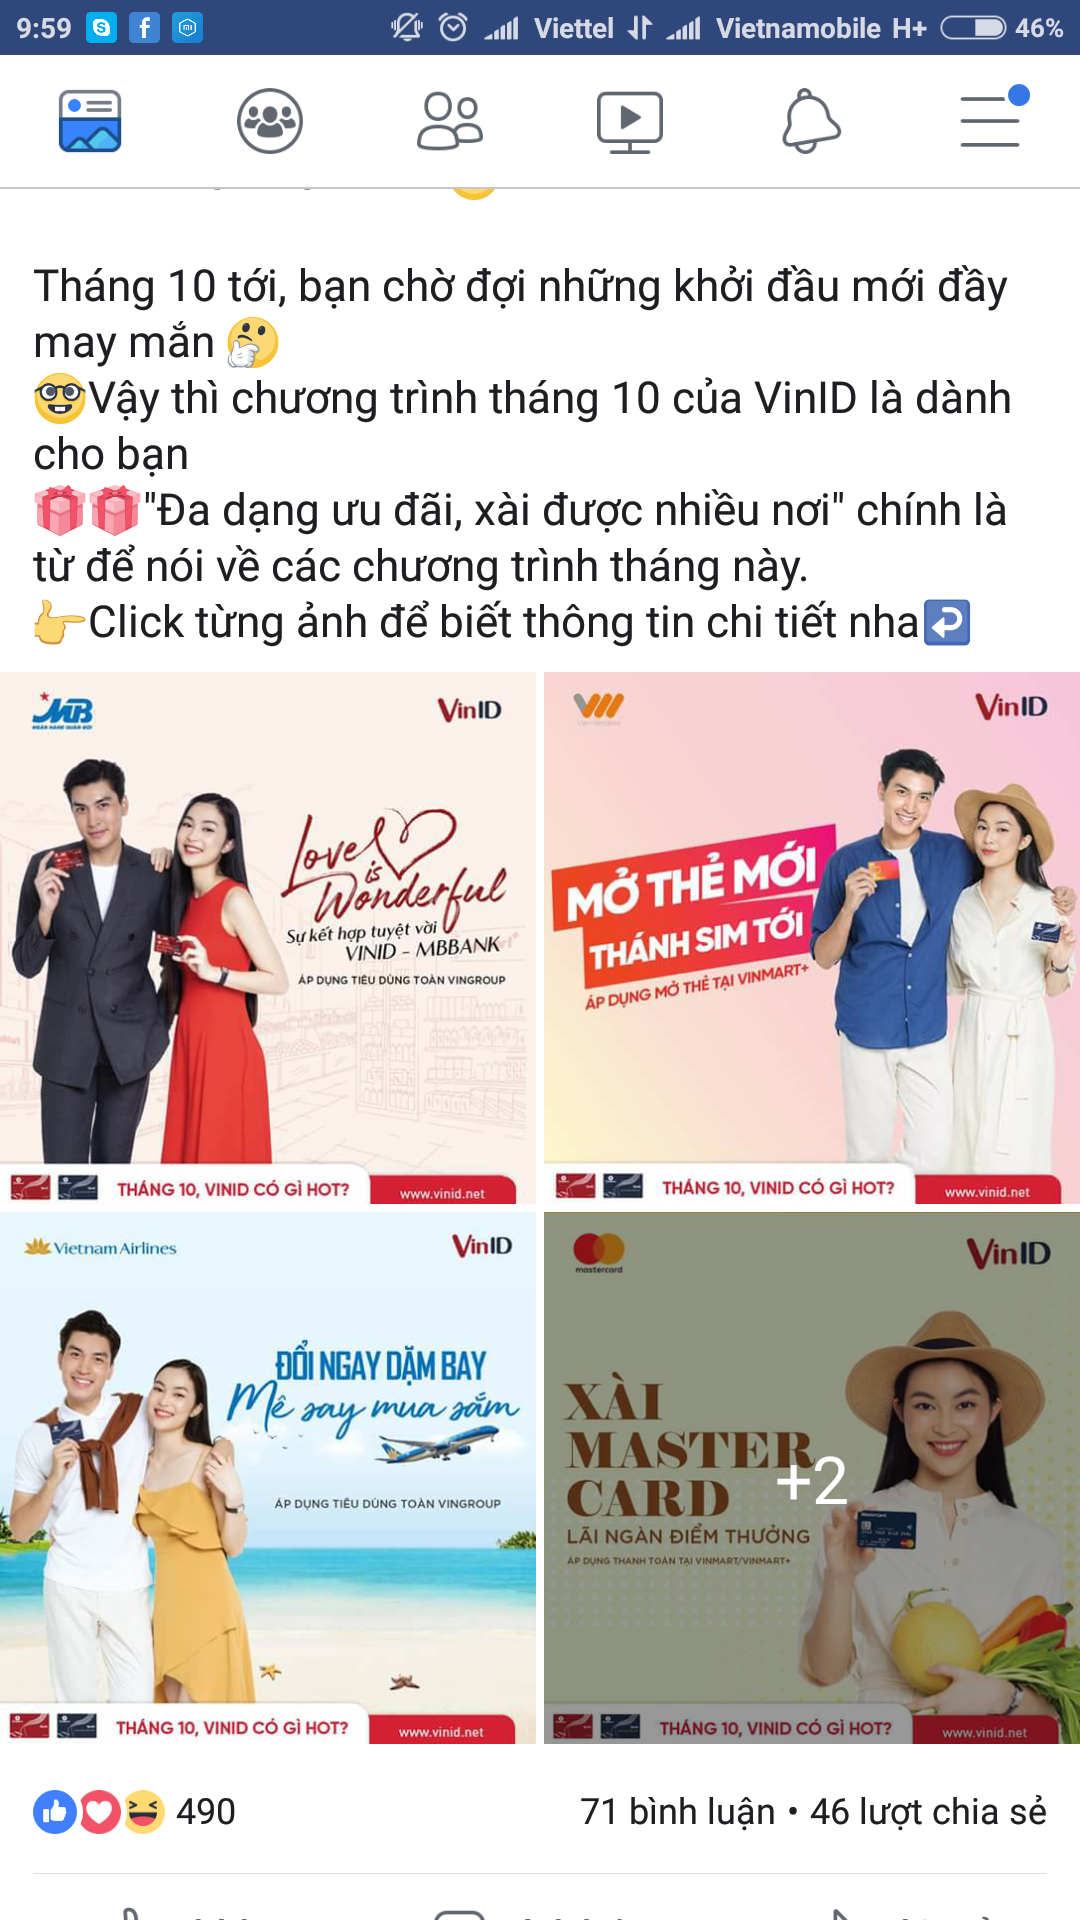 9:59 Viettel Vietnamobile H+ 46%
Tháng 10 tới, bạn chờ đợi những khởi đầu mới đầy
may mắn
Vậy thì chương trình tháng 10 của VinID là dành
cho bạn
"Đa dạng ưu đãi, xài được nhiều nơi" chính là
từ để nói về các chương trình tháng này.
Click từng ảnh để biết thông tin chi tiết nha
MB
NGÂN HÀNG QUÂN ĐỘI
VinID
Love is
Wonderful
Sự kết hợp tuyệt vời
VINID - MBBANK
ÁP DỤNG TIÊU DÙNG TOÀN VINGROUP
THÁNG 10, VINID CÓ GÌ HOT?
www.vinid.net
VinID
MỞ THẺ MỚI
THÁNH SIM TỚI
ÁP DỤNG MỞ THẺ TẠI VINMART+
THÁNG 10, VINID CÓ GÌ HOT?
www.vinid.net
Vietnam Airlines
VinID
ĐỔI NGAY DẶM BAY
Mê say mua sắm
ÁP DỤNG TIÊU DÙNG TOÀN VINGROUP
THÁNG 10, VINID CÓ GÌ HOT?
www.vinid.net
mastercard
VinID
XÀI
MASTER
CARD
+2
LÃI NGÀN ĐIỂM THƯỞNG
ÁP DỤNG THANH TOÁN TẠI VINMART/VINMART+
THÁNG 10, VINID CÓ GÌ HOT?
www.vinid.net
490
71 bình luận • 46 lượt chia sẻ